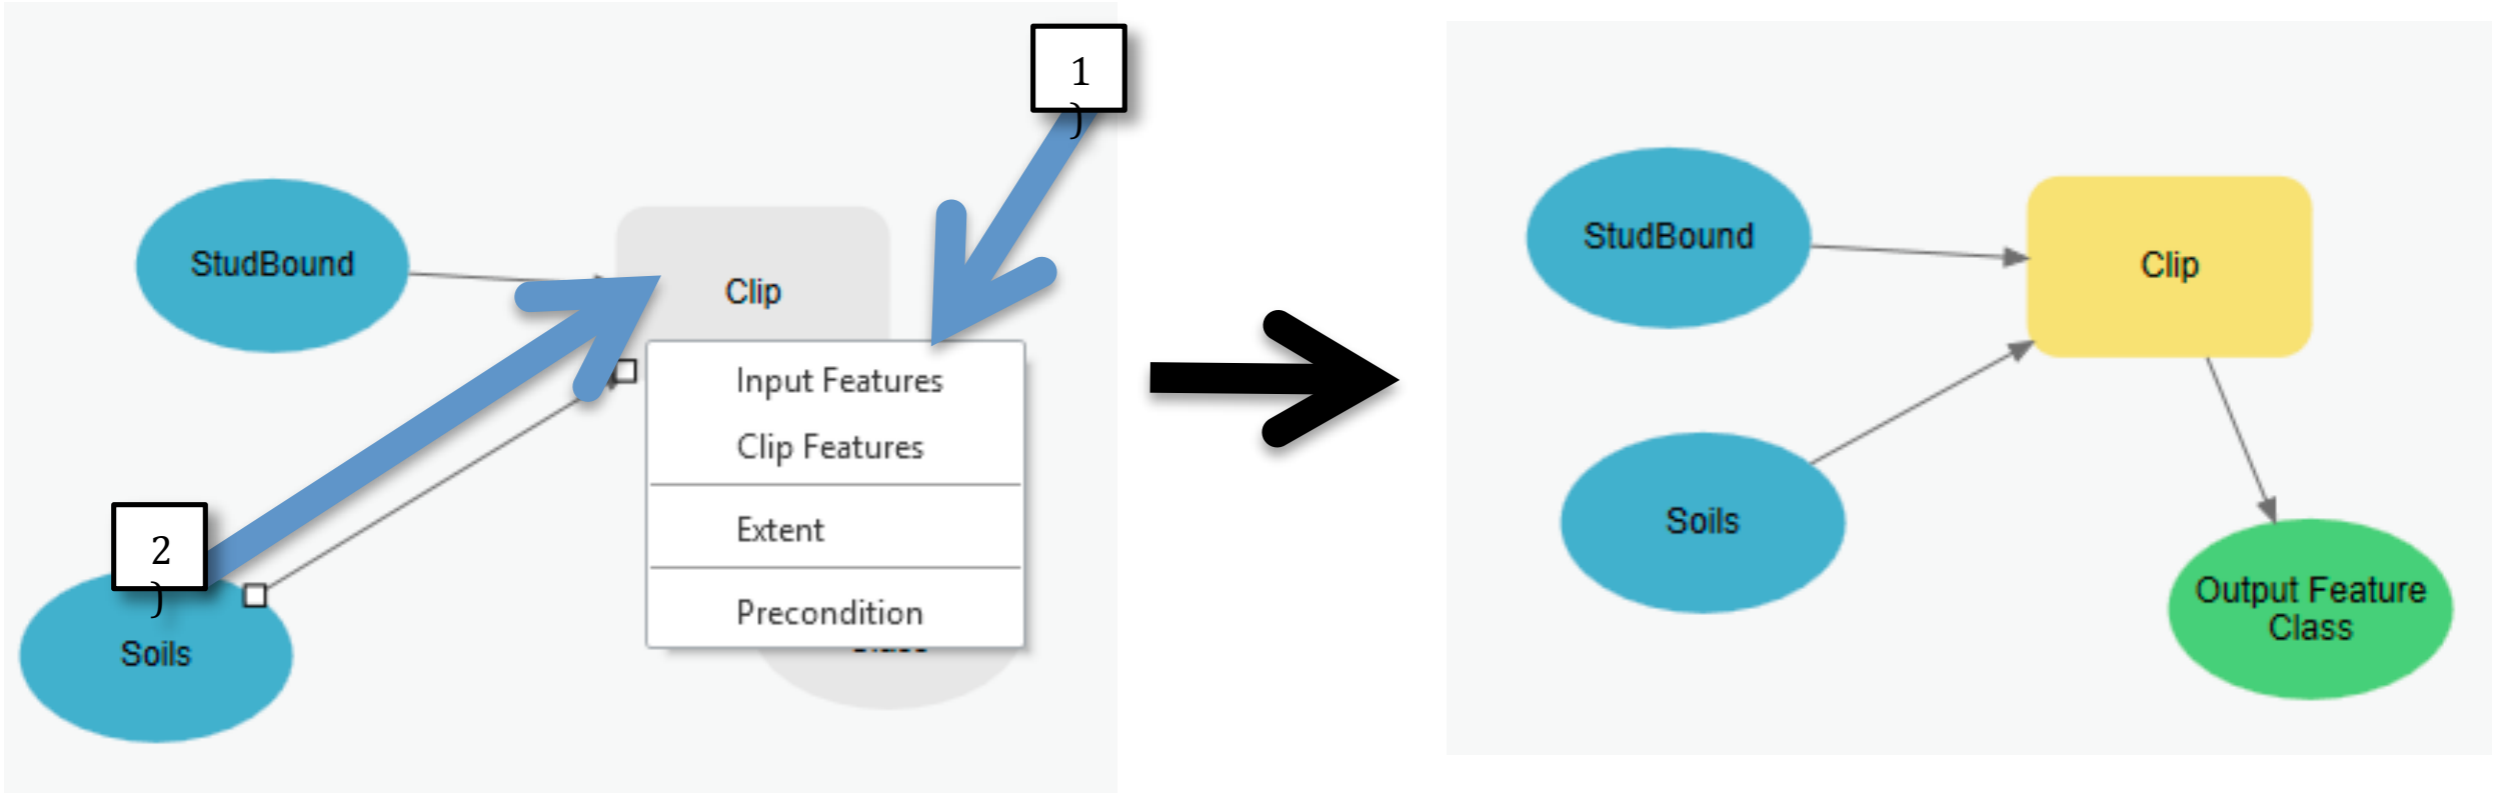 1
)
StudBound
Clip
Input Features
Clip Features
Extent
Precondition
2
)
Soils
StudBound
Clip
Soils
Output Feature
Class